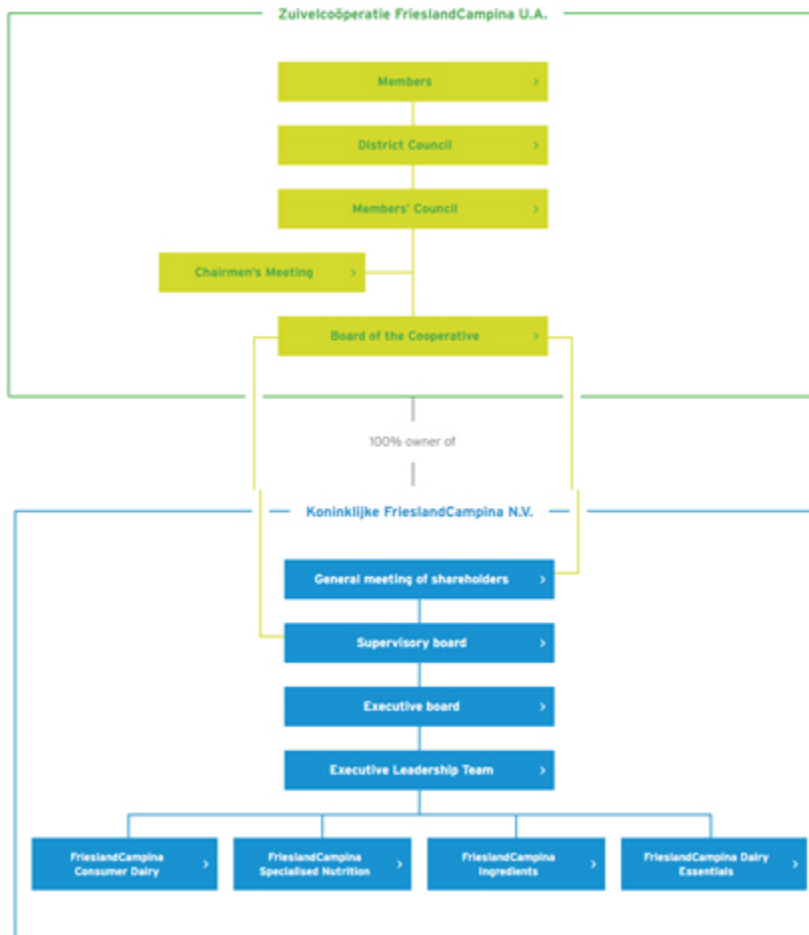 Zuivelcoöperatie FrieslandCampina U.A.
Members
District Council
Members' Council
Chairmen's Meeting
Board of the Cooperative
100% owner of
Koninklijke FrieslandCampina N.V.
General meeting of shareholders
Supervisory board
Executive board
Executive Leadership Team
FrieslandCampina
Consumer Dairy
FrieslandCampina
Specialised Nutrition
FrieslandCampina
Ingredients
FrieslandCampina Dairy
Essentials